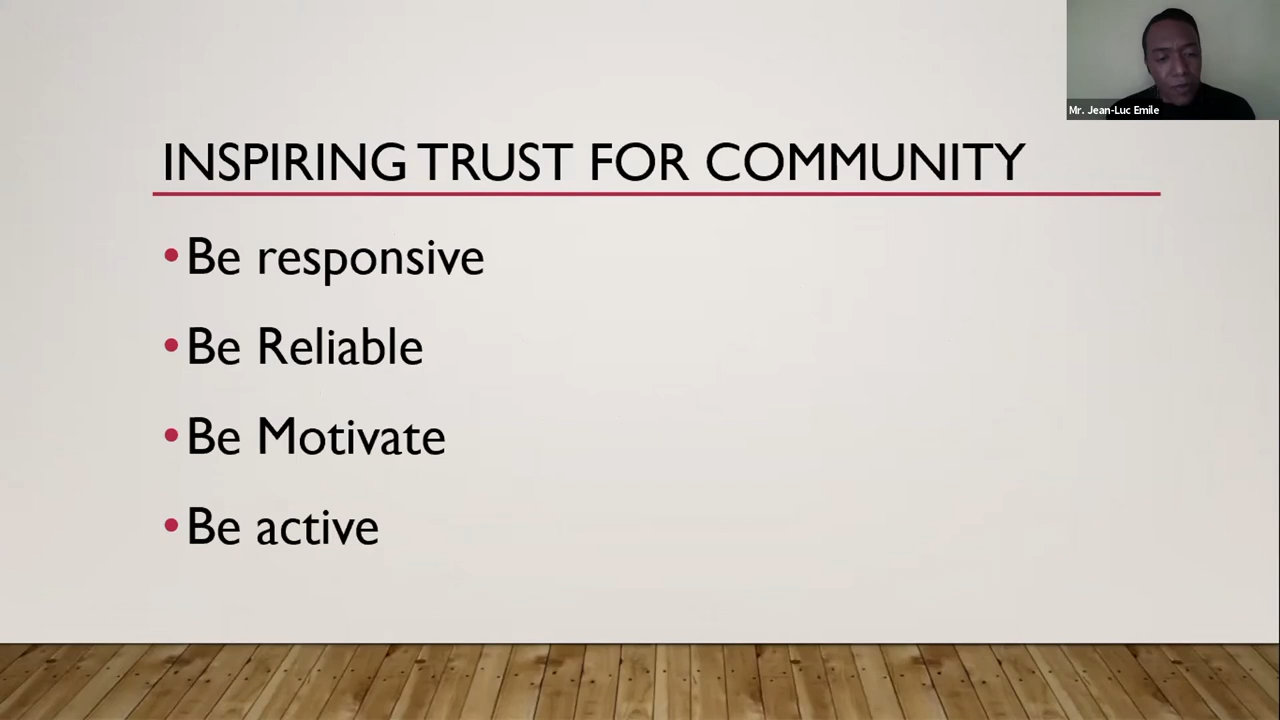 Mr. Jean-Luc Emile
INSPIRING TRUST FOR COMMUNITY
•Be responsive
•Be Reliable
•Be Motivate
•Be active